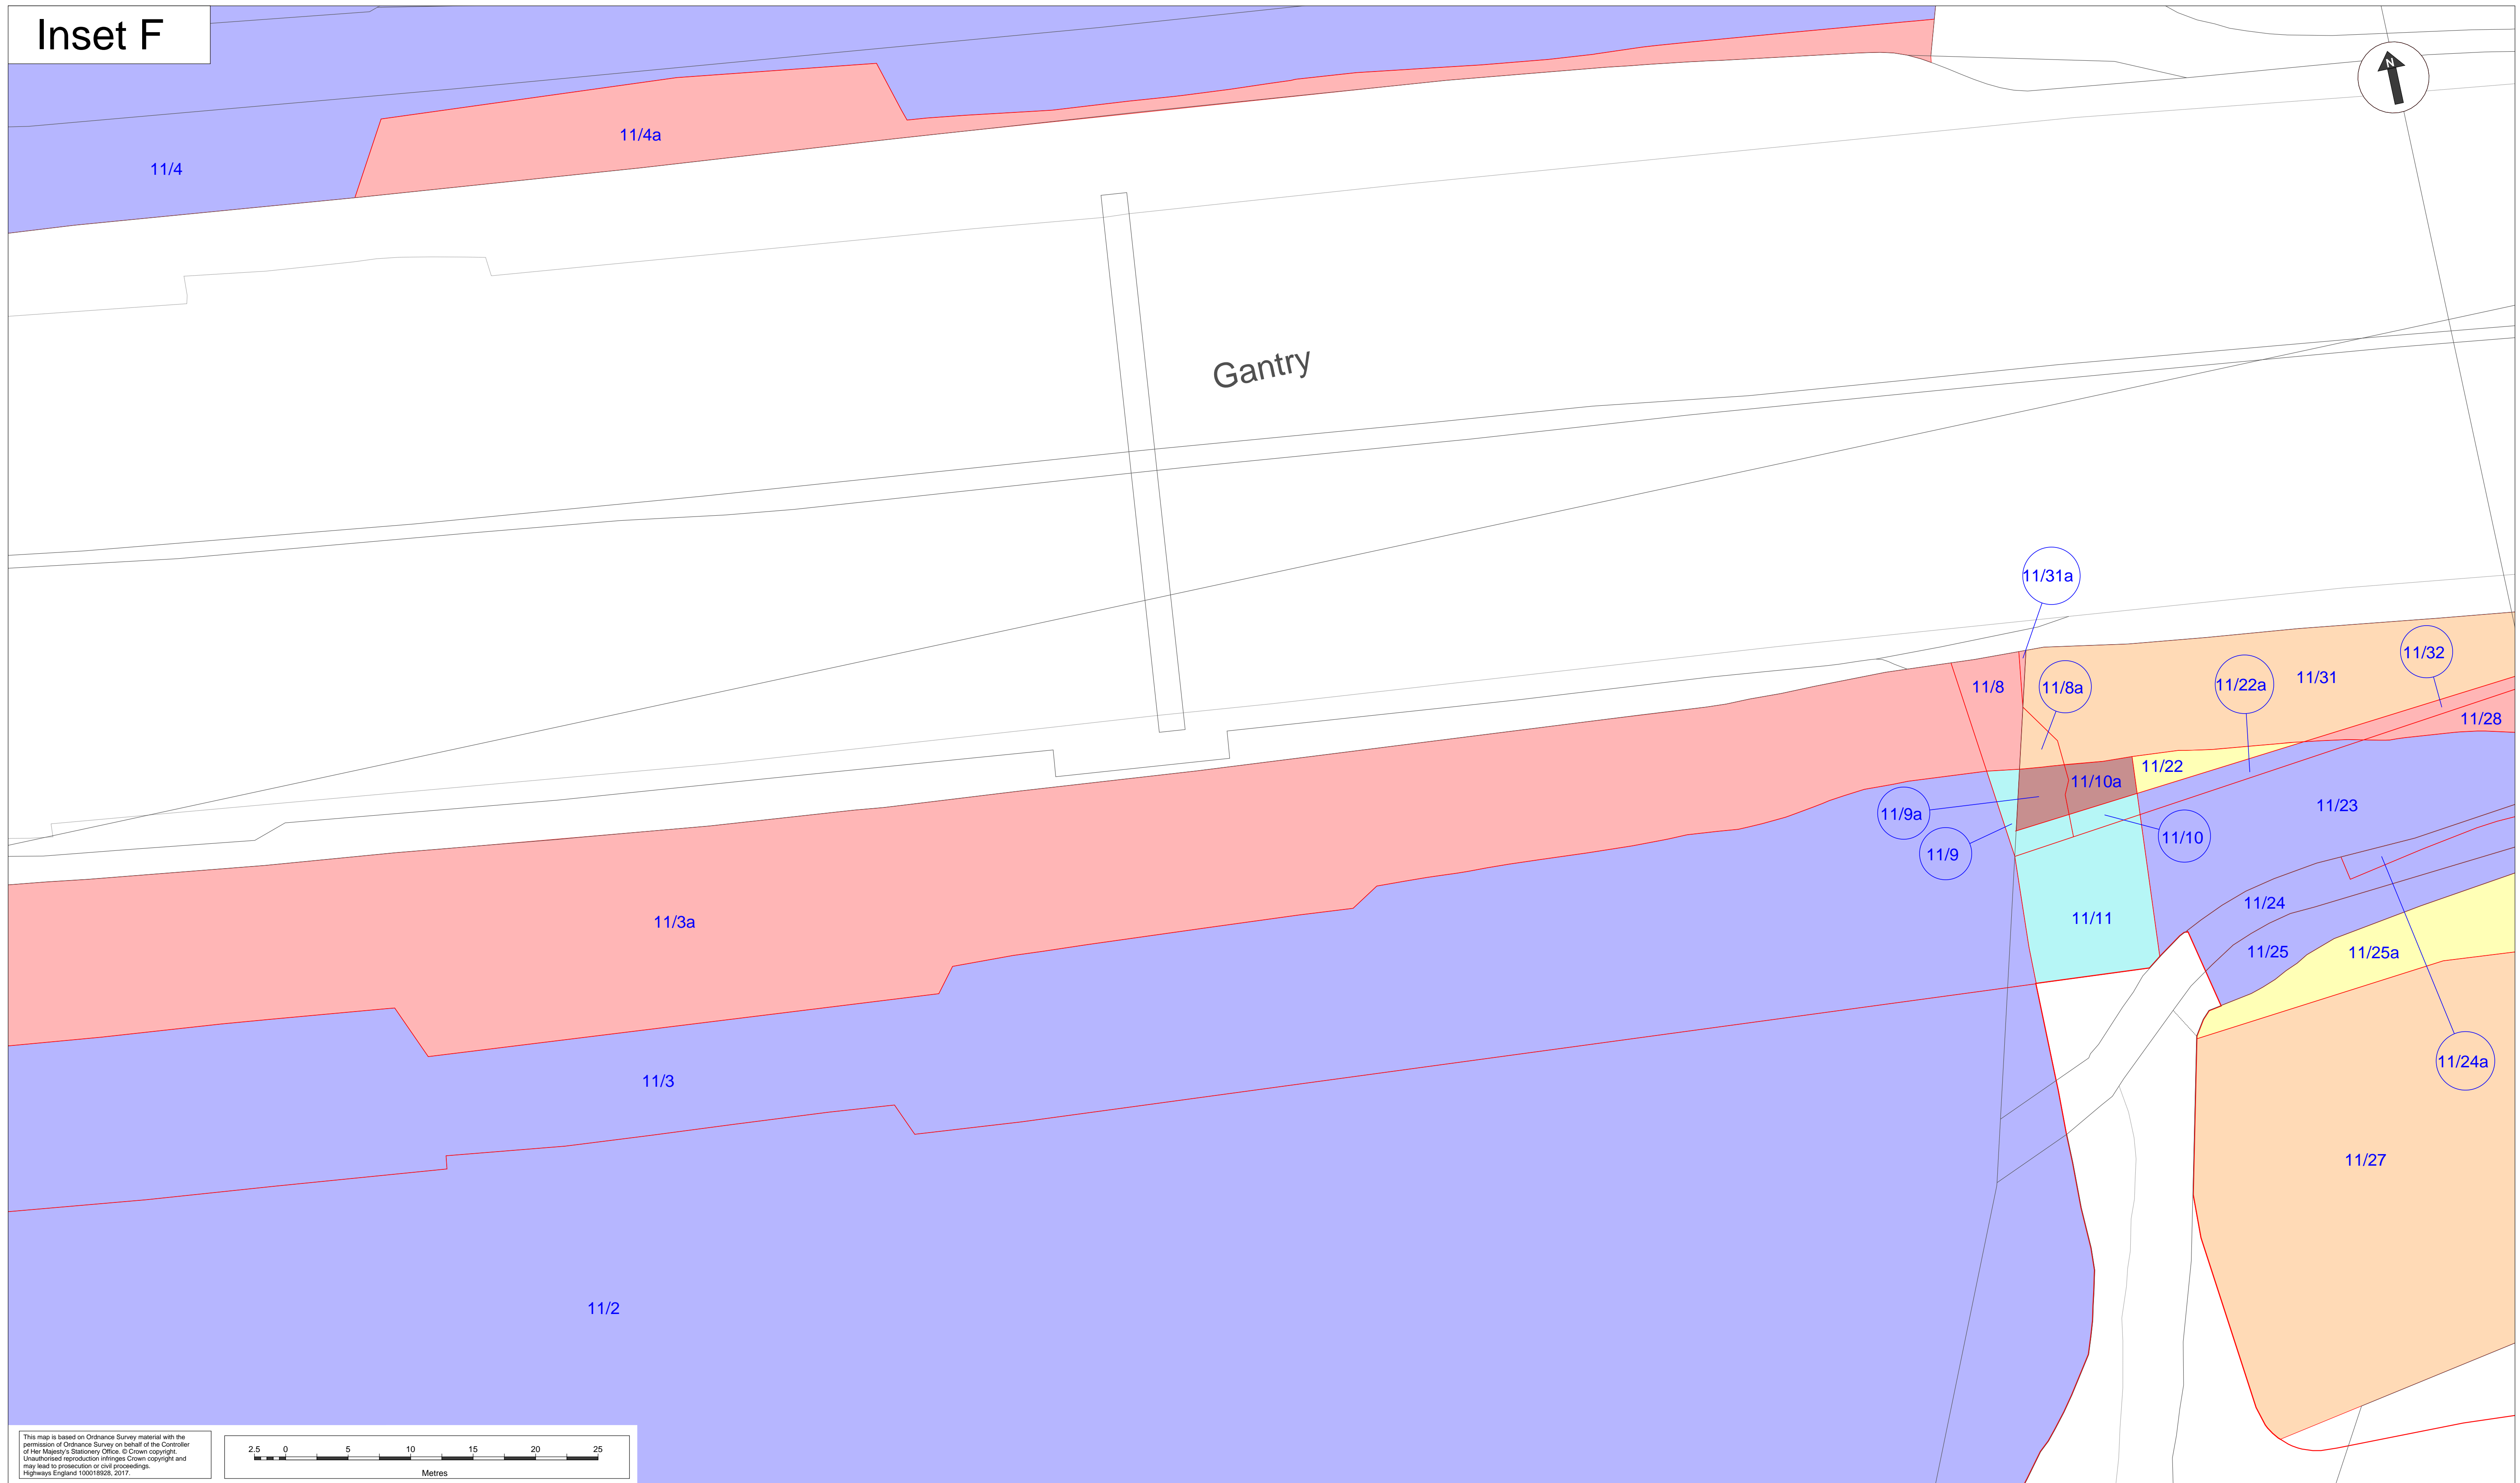 Inset F
N
11/4a
11/4
Gantry
11/31a
11/32
11/31
11/8
11/8a
11/22a
11/28
11/22
11/10a
11/23
11/9a
11/10
11/9
11/24
11/11
11/3a
11/25
11/25a
11/24a
11/3
11/27
11/2
This map is based on Ordnance Survey material with the
permission of Ordnance Survey on behalf of the Controller
of Her Majesty's Stationery Office. © Crown copyright.
Unauthorised reproduction infringes Crown copyright and
may lead to prosecution or civil proceedings.
Highways England 100018928, 2017.
2.5 0 5 10 15 20 25
Metres